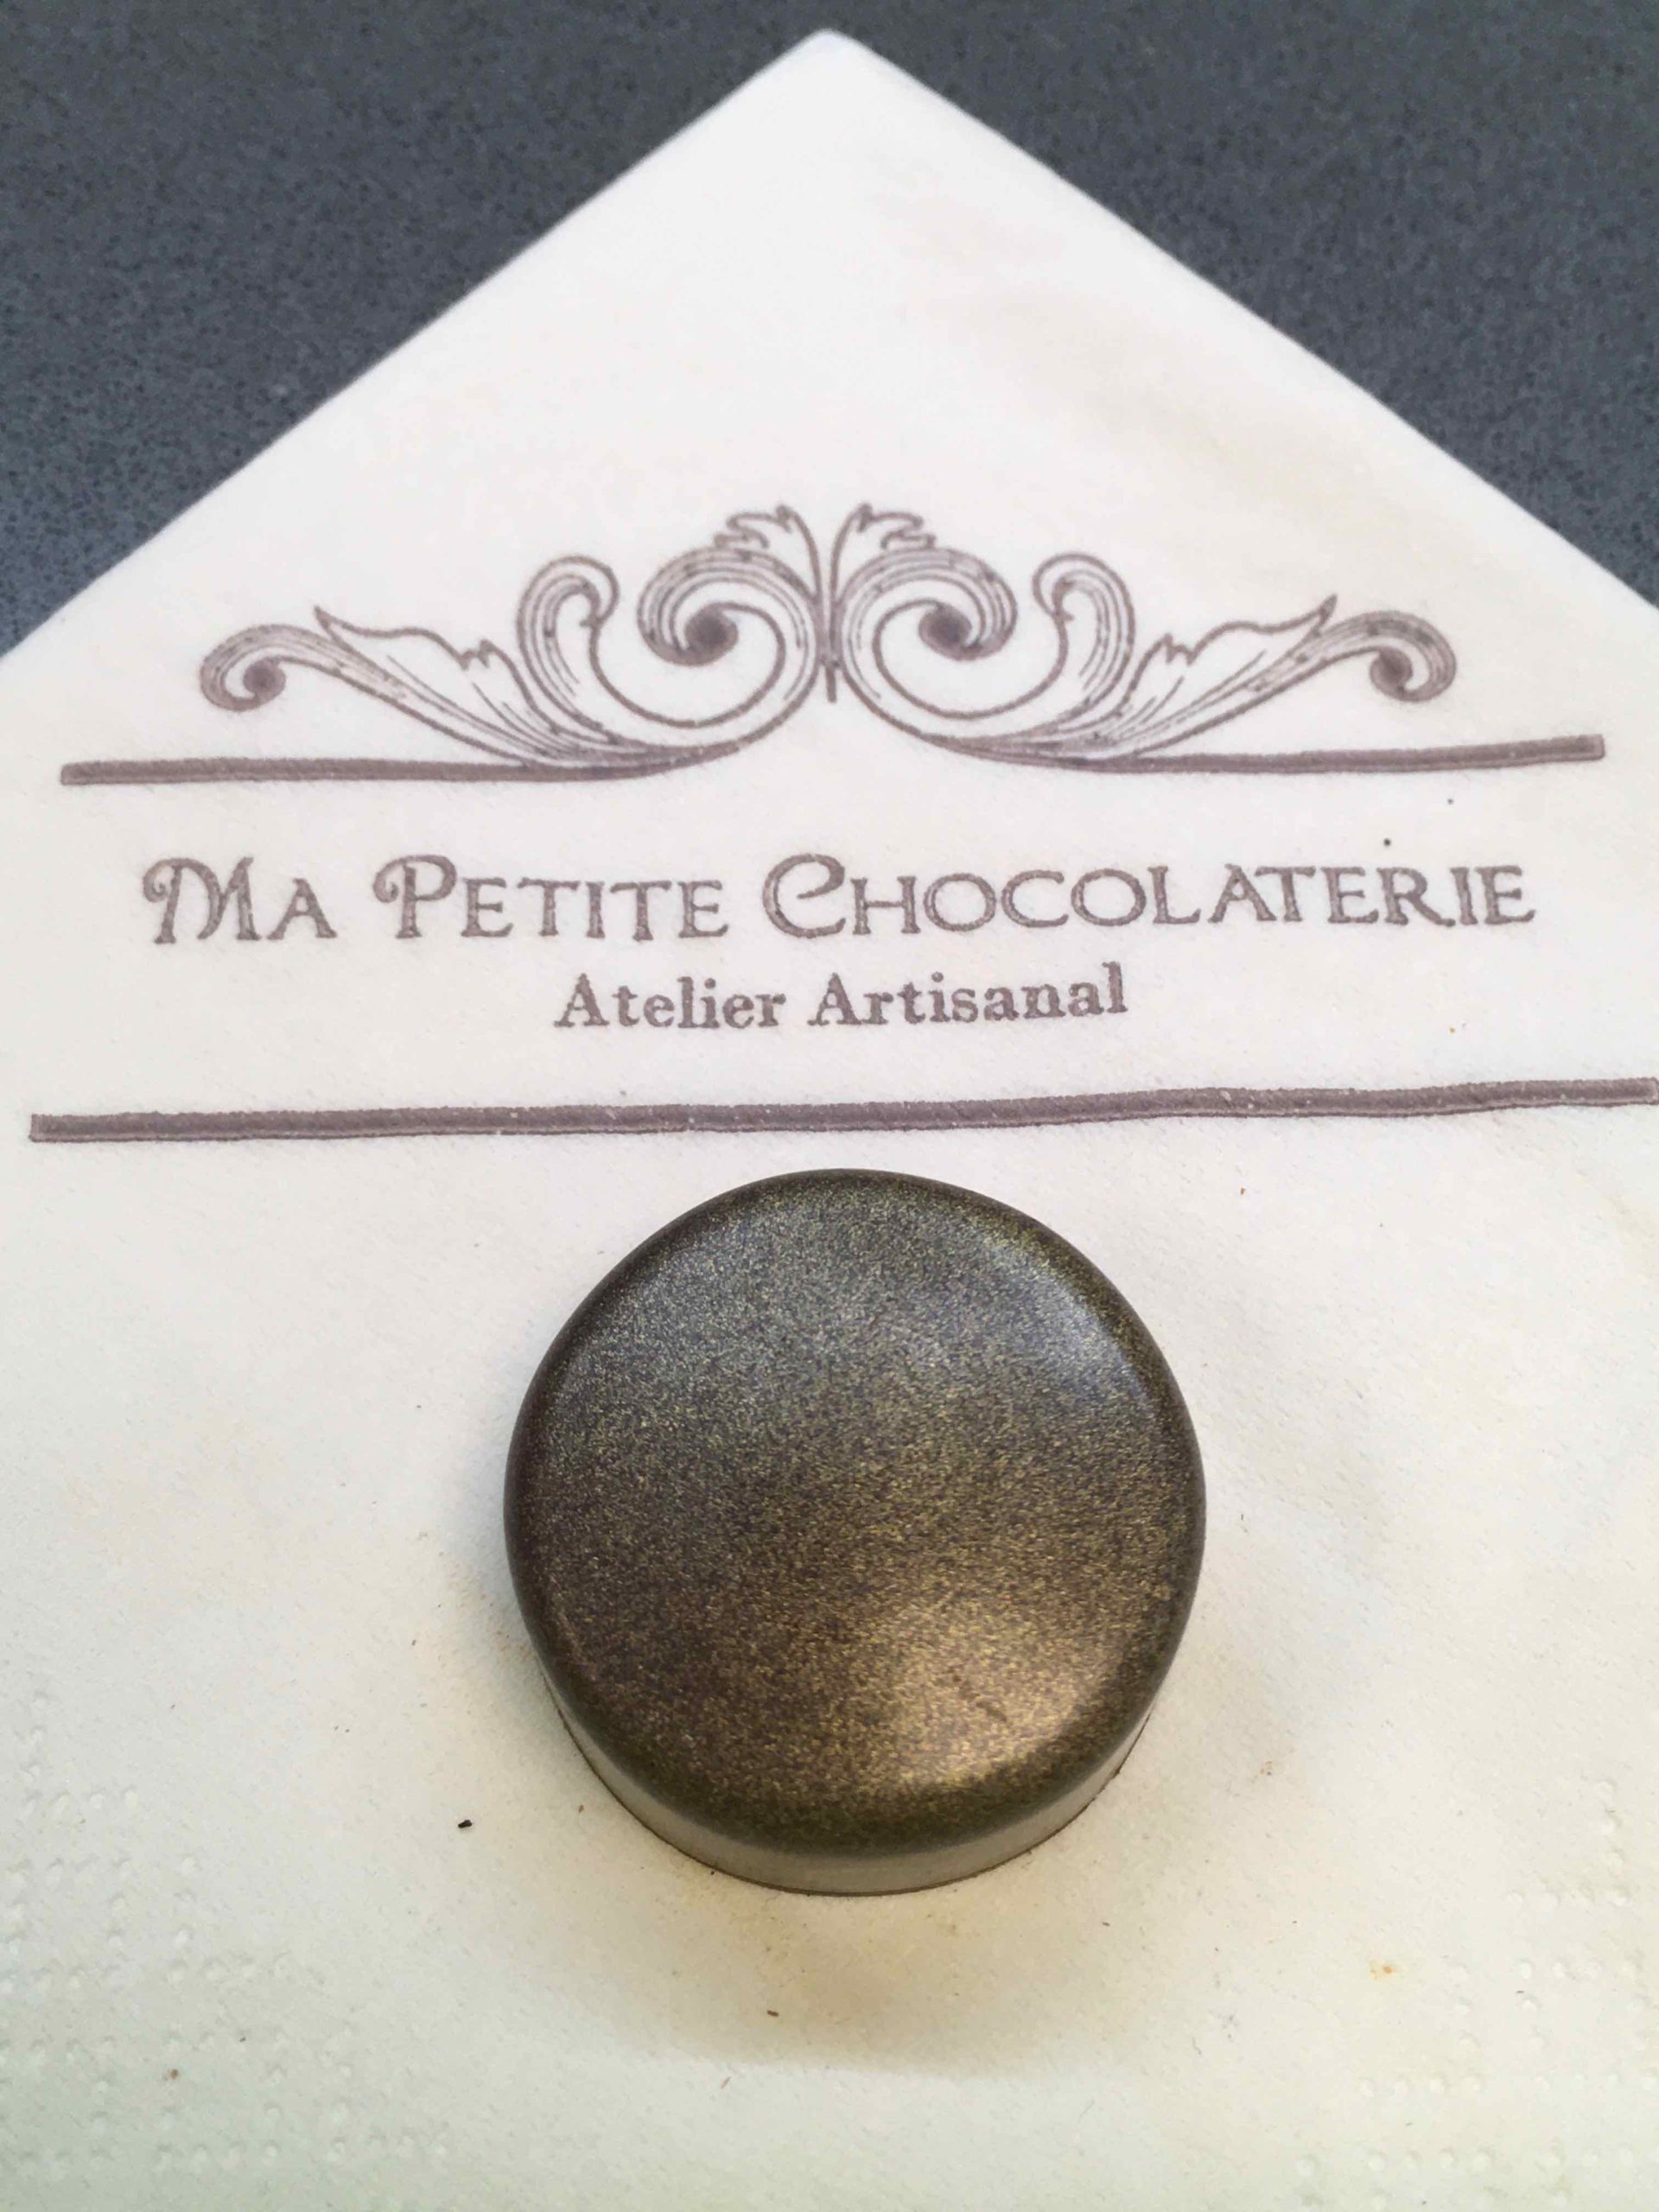 MA PETITE CHOCOLATERIE
Atelier Artisanal